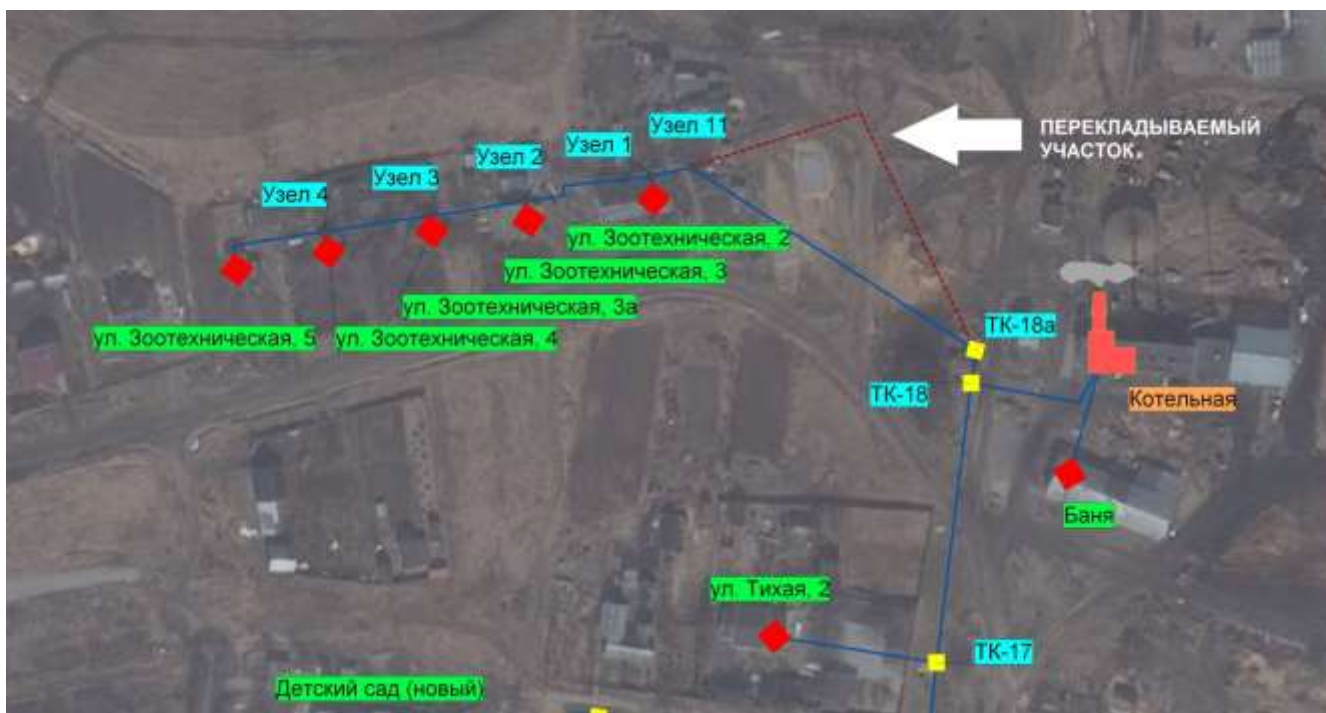 Узел 11
ПЕРЕКЛАДЫВАЕМЫЙ
УЧАСТОК.
Узел 1
Узел 2
Узел 3
Узел 4
ул. Зоотехническая, 2
ул. Зоотехническая, 3
ул. Зоотехническая, 3а
ул. Зоотехническая, 5
ул. Зоотехническая, 4
ТК-18а
ТК-18
Котельная
Баня
ул. Тихая, 2
ТК-17
Детский сад (новый)